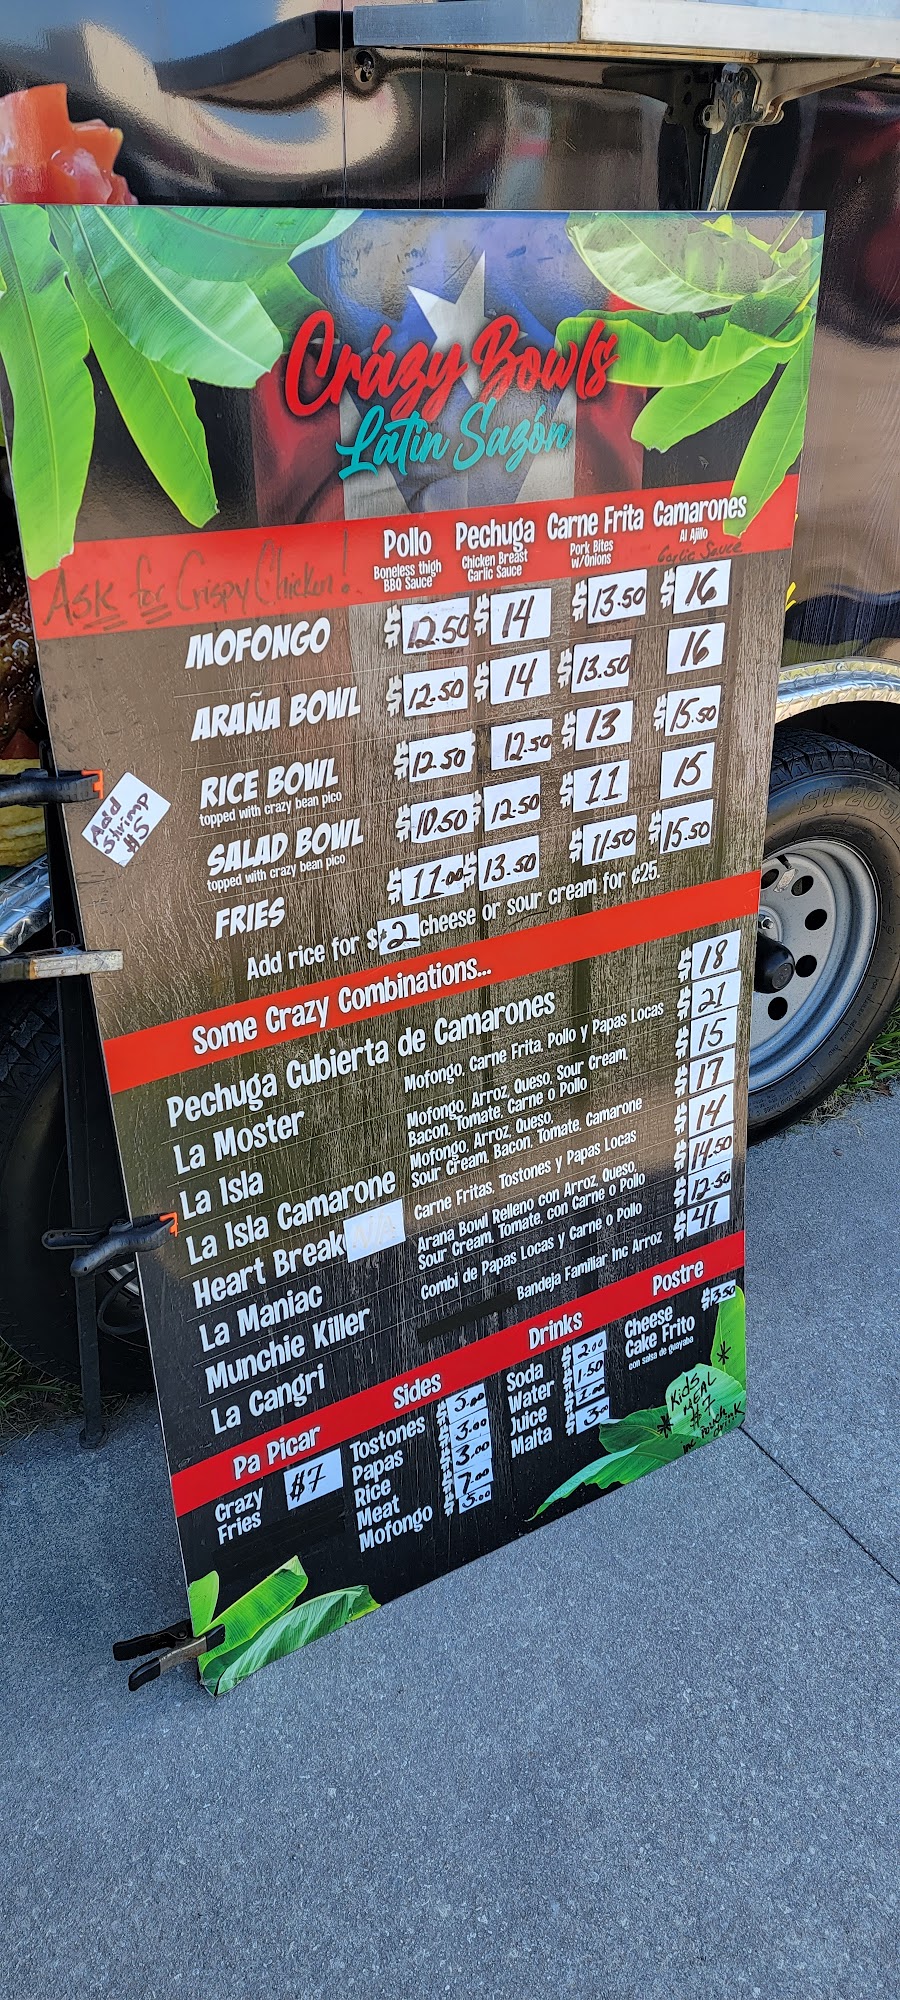 Crázy Bowls
Latin Sazón
Ask for Crispy Chicken!
Pollo Pechuga Carne Frita Camarones
Boneless thigh BBQ Sauce
Chicken Breast Garlic Sauce
Pork Bites w/Onions
Al Ajillo
Garlic Sauce
MOFONGO $12.50 $14 $13.50 $16
ARAÑA BOWL $12.50 $14 $13.50 16
RICE BOWL $12.50 12.50 $13 $15.50
topped with crazy bean pico
SALAD BOWL $10.50 $12.50 $11 15
topped with crazy bean pico
FRIES $11.00 $13.50 $11.50 $15.50
Add rice for $2 cheese or sour cream for ¢25.
Add
Shrimp
$5
Some Crazy Combinations...
Pechuga Cubierta de Camarones $18
La Moster Mofongo, Carne Frita, Pollo y Papas Locas $21
La Isla Mofongo, Arroz, Queso, Sour Cream,
Bacon, Tomate, Carne o Pollo $15
La Isla Camarone Mofongo, Arroz, Queso,
Sour Cream, Bacon, Tomate, Camarone $17
Heart Break N/A Carne Fritas, Tostones y Papas Locas $14
La Maniac Arana Bowl Relleno con Arroz, Queso,
Sour Cream, Tomate, con Carne o Pollo $14.50
Munchie Killer Combi de Papas Locas y Carne o Pollo $12.50
La Cangri Bandeja Familiar Inc Arroz $41
Pa Picar
Crazy
Fries
$7
Sides
Tostones 5.00
Papas 3.00
Rice 3.00
Meat 7.00
Mofongo 5.00
Drinks
Soda 2.00
Water 1.50
Juice
Malta 3
Postre
Cheese
Cake Frito $3.50
con salsa de guayaba
* Kids *
MEAL
$7
inc pouch
drink
ST 205